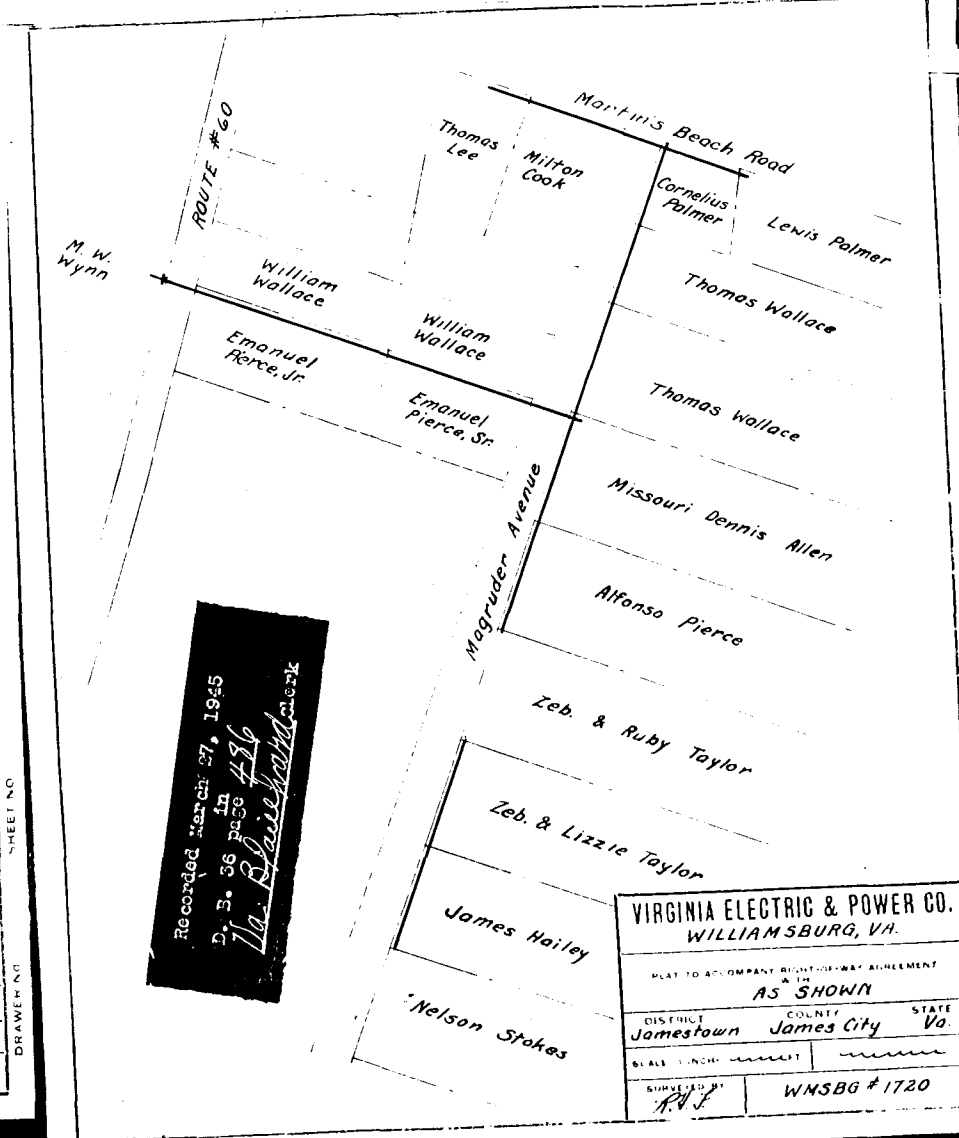 Martin's Beach Road
ROUTE #60
Thomas
Lee
Milton
Cook
Cornelius
Palmer
Lewis Palmer
M. W.
Wynn
William
Wallace
William
Wallace
Thomas Wallace
Emanuel
Pierce, Jr.
Emanuel
Pierce, Sr.
Thomas Wallace
Magruder Avenue
Missouri Dennis Allen
Alfonso Pierce
Zeb. & Ruby Taylor
Zeb. & Lizzie Taylor
James Hailey
Nelson Stokes
Recorded March 27, 1945
in
D. B. 36 page 486
Clerk
SHEET NO
DRAWER NO
VIRGINIA ELECTRIC & POWER CO.
WILLIAMSBURG, VA.
PLAT TO ACCOMPANY RIGHT-OF-WAY AGREEMENT
WITH
AS SHOWN
DISTRICT COUNTY STATE
Jamestown James City Va.
SCALE 1 INCH= FT
SURVEYED BY
WMSBG #1720